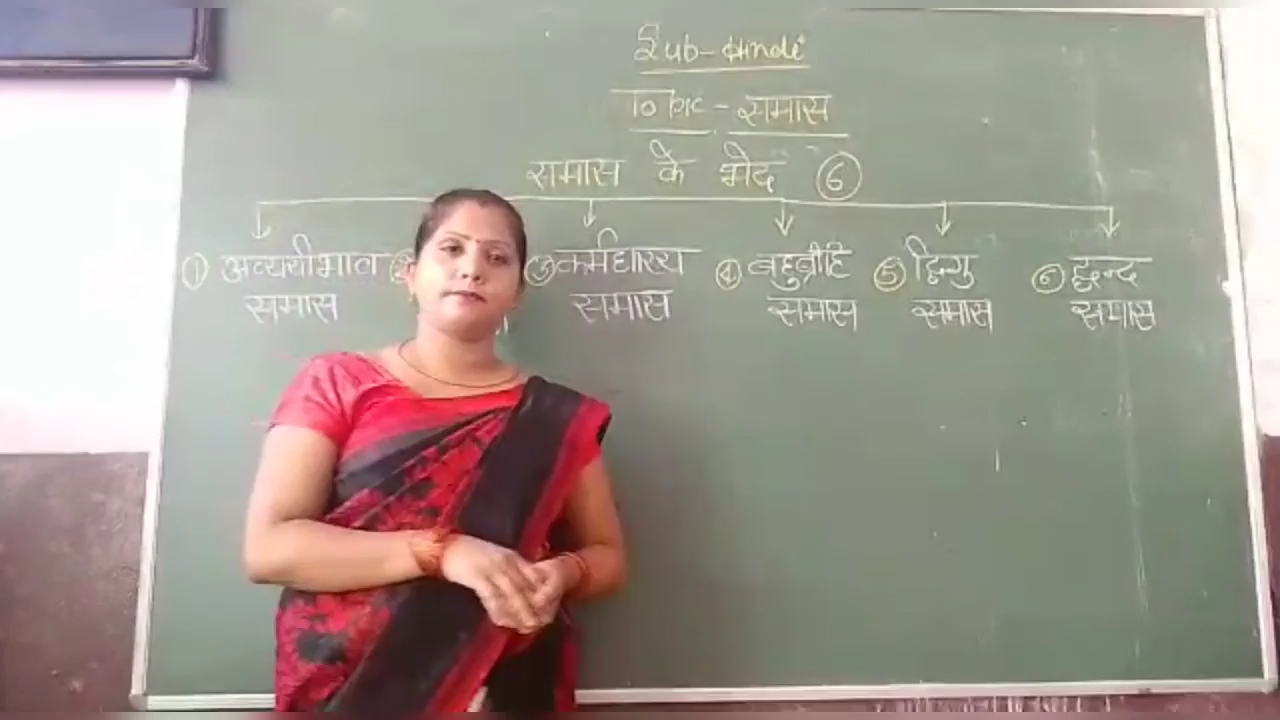 Sub-Hindi
Topic-समास
समास के भेद 6
1 अव्ययीभाव 2 3 कर्मधारय 4 बहुव्रीहि 5 द्विगु 6 द्वन्द
समास समास समास समास समास